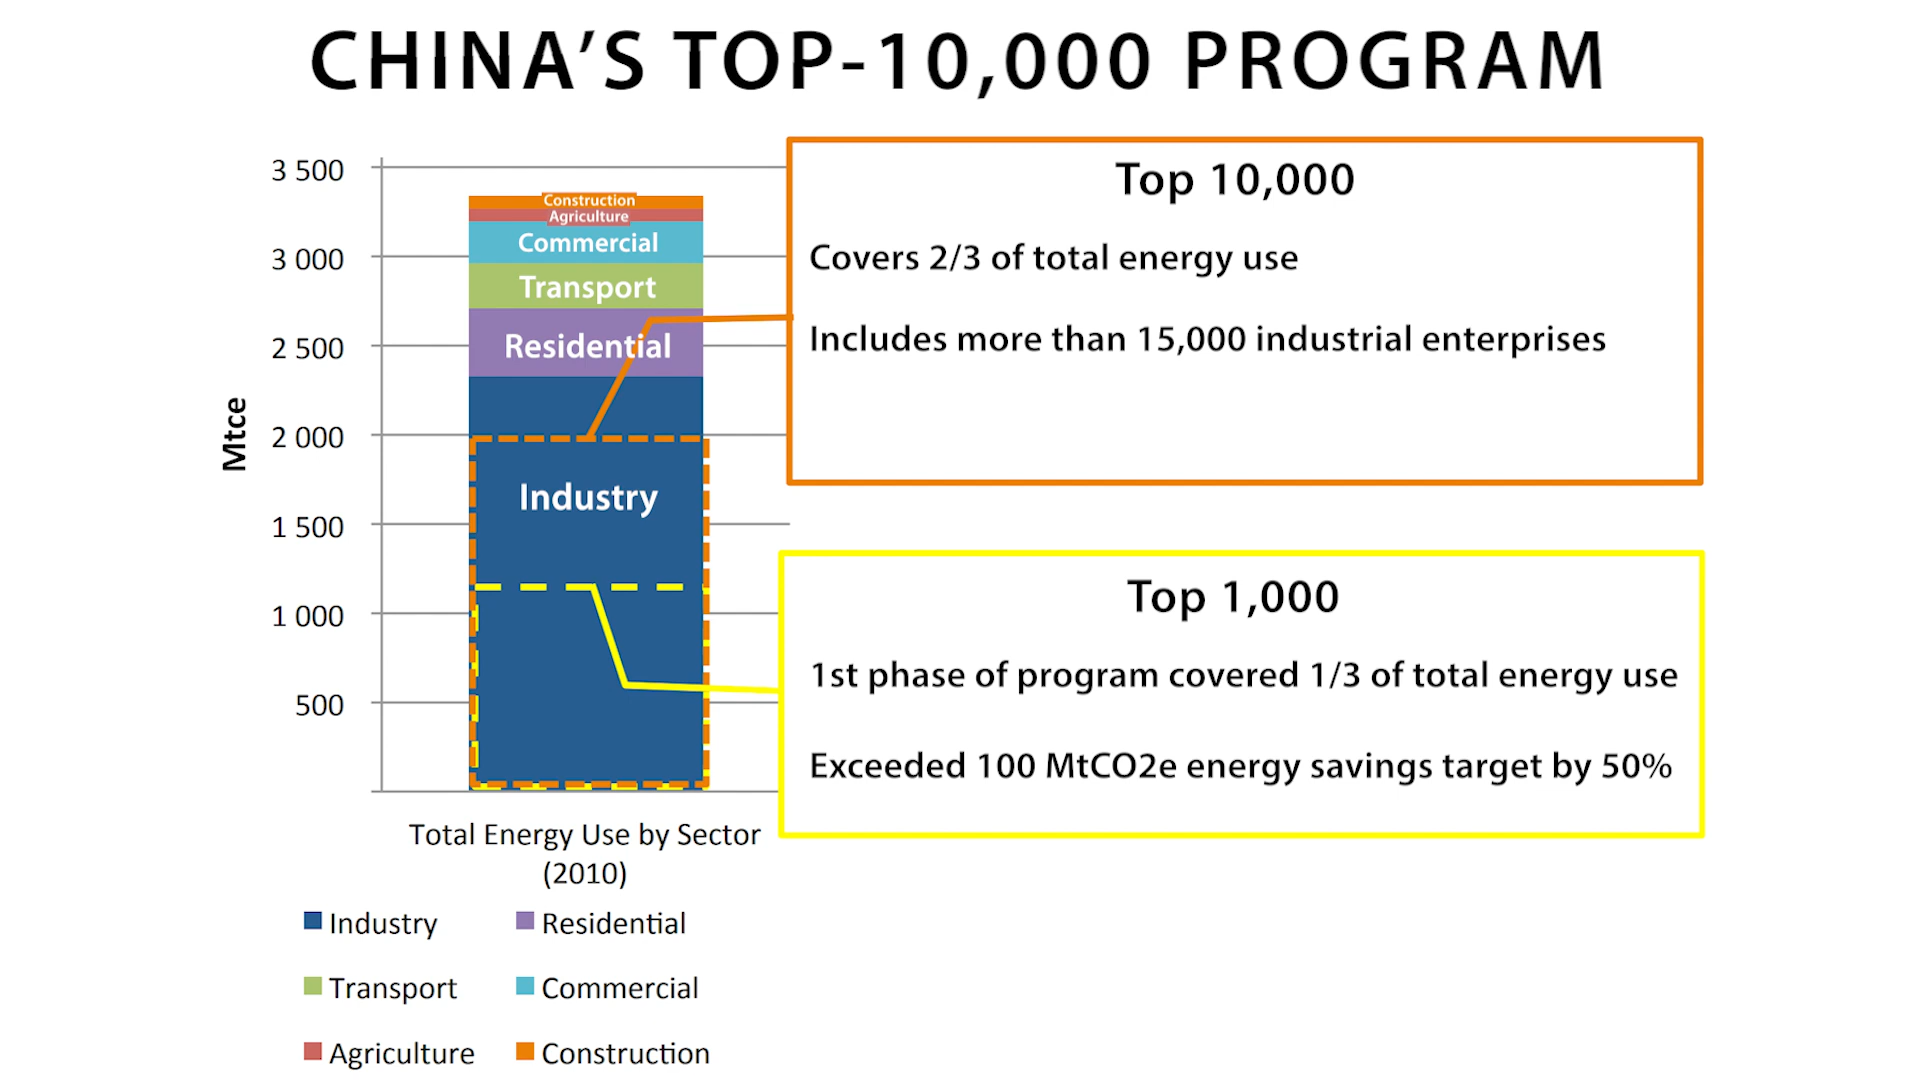 CHINA’S TOP-10,000 PROGRAM
3 500
3 000
2 500
2 000
1 500
1 000
500
Mtce
Construction
Agriculture
Commercial
Transport
Residential
Industry
Total Energy Use by Sector
(2010)
Industry
Residential
Transport
Commercial
Agriculture
Construction
Top 10,000
Covers 2/3 of total energy use
Includes more than 15,000 industrial enterprises
Top 1,000
1st phase of program covered 1/3 of total energy use
Exceeded 100 MtCO2e energy savings target by 50%